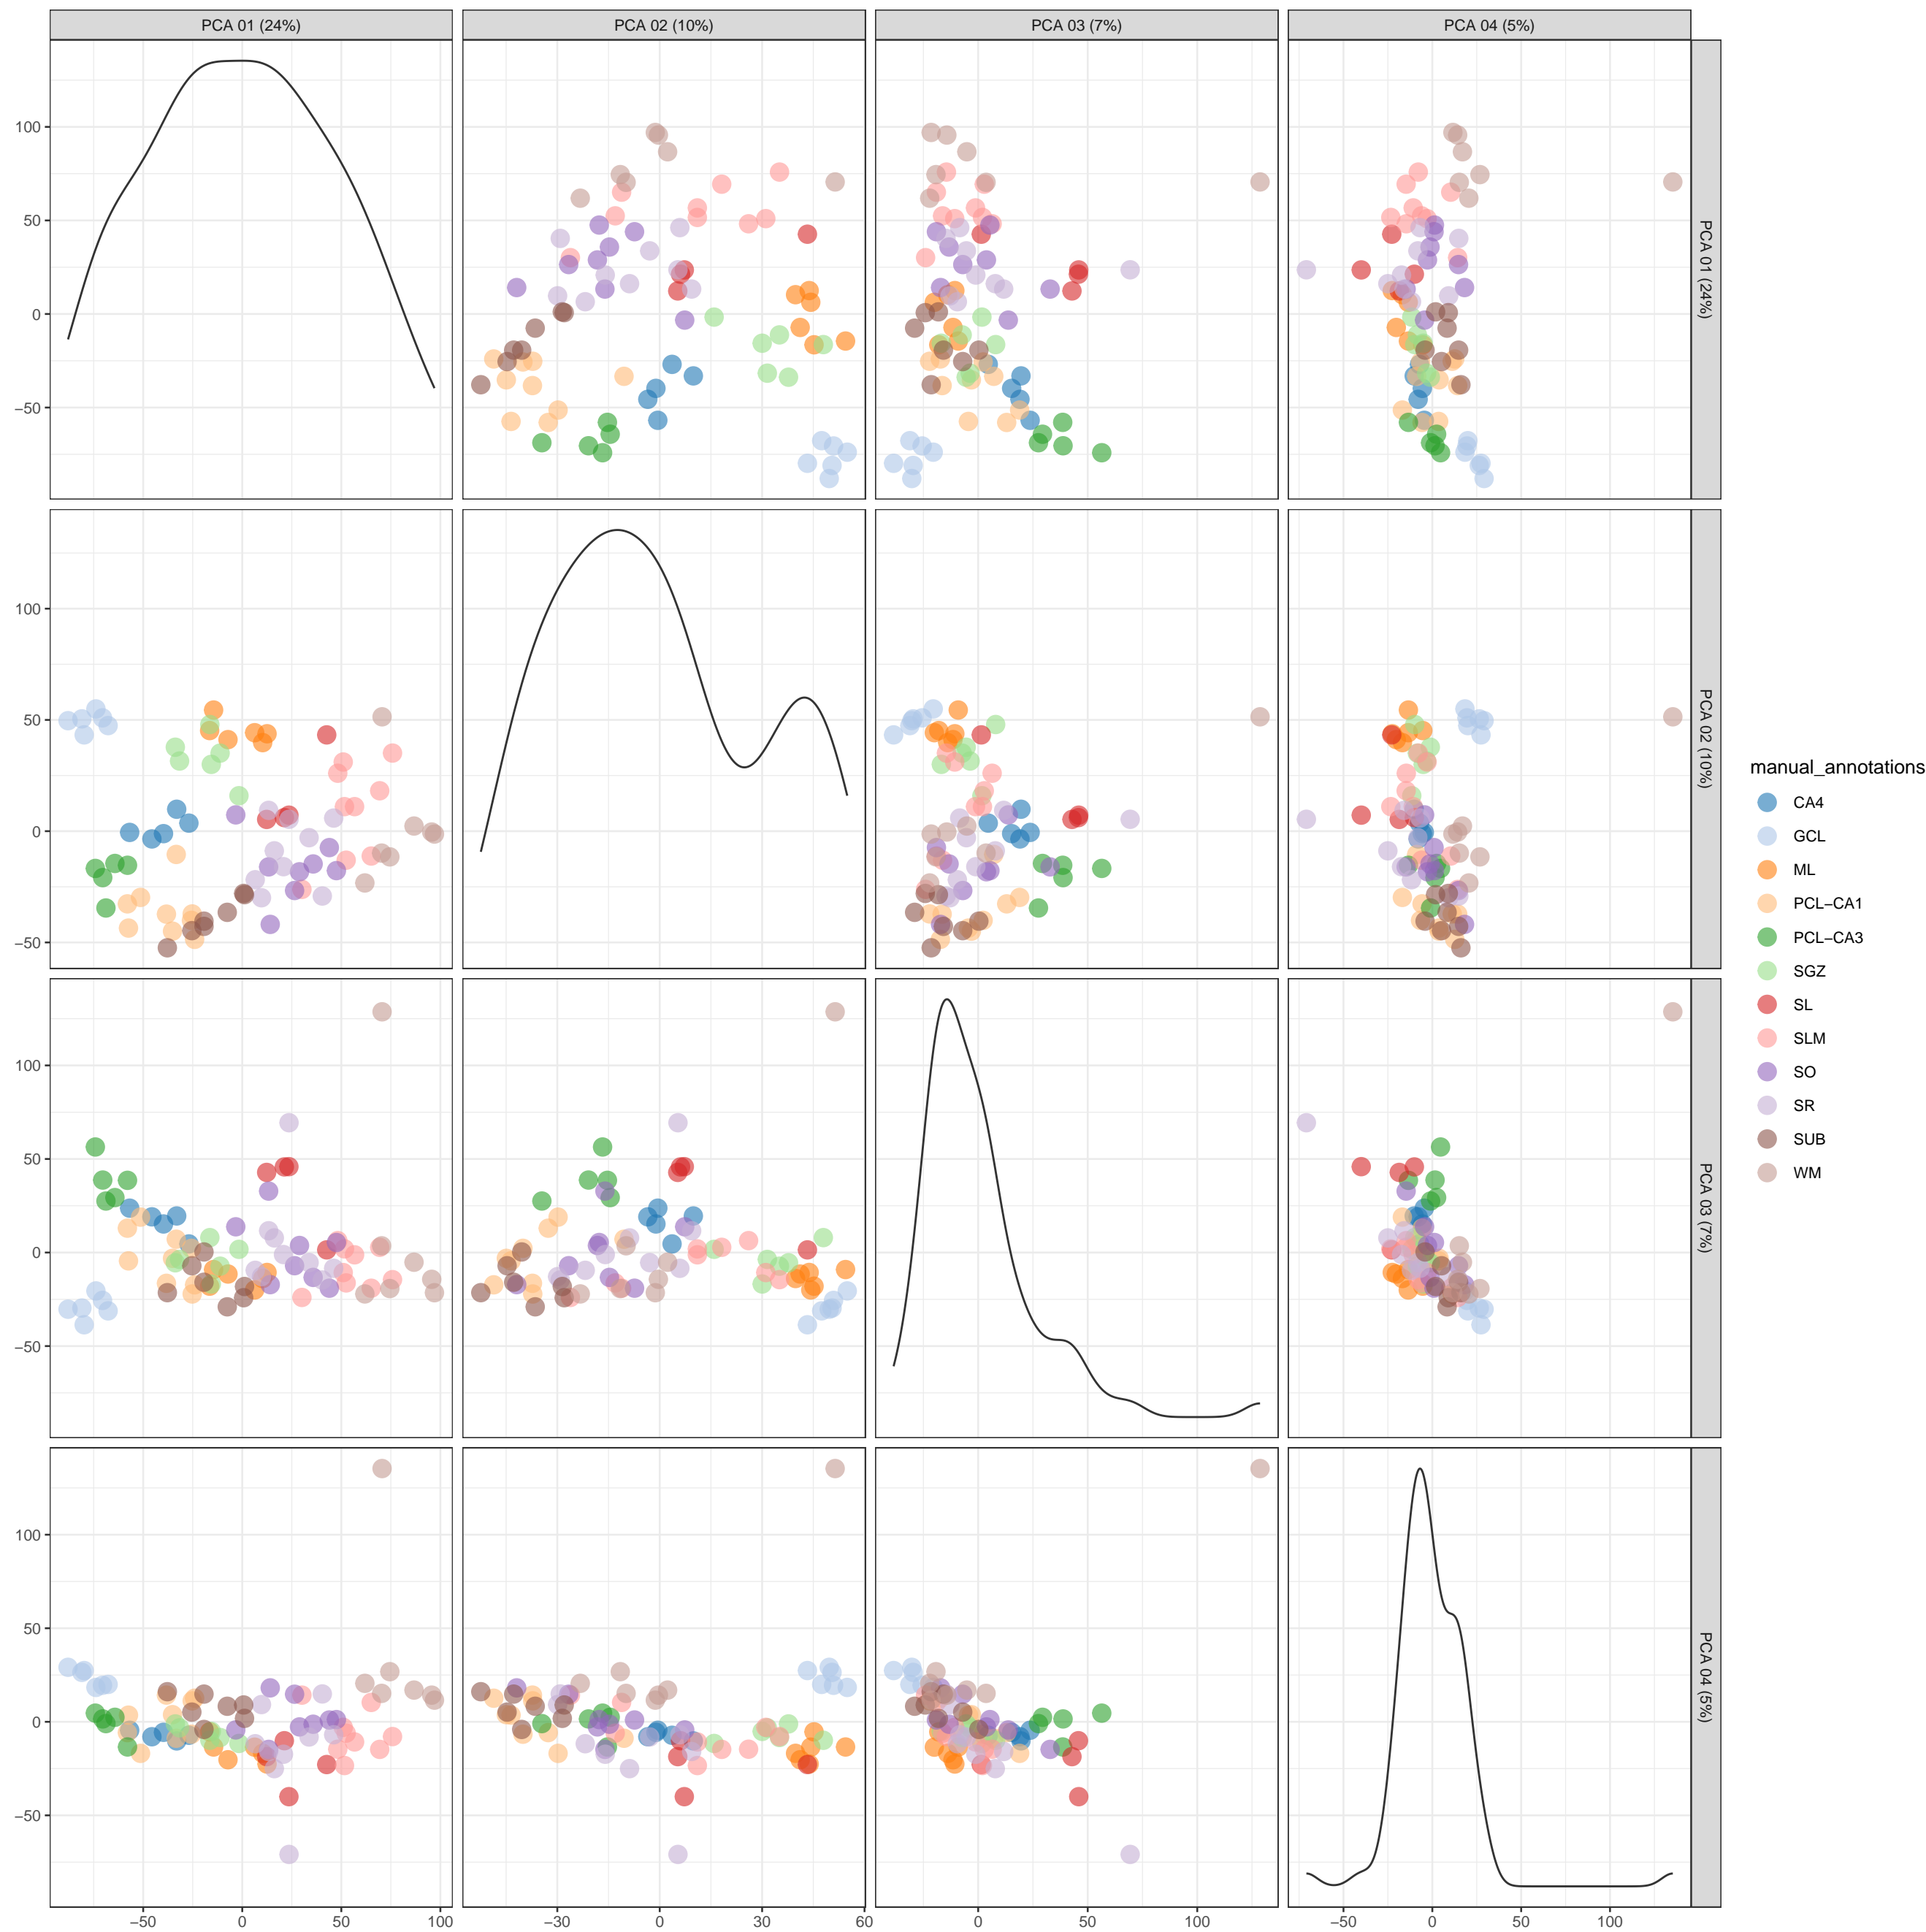 PCA 01 (24%)
PCA 02 (10%)
PCA 03 (7%)
PCA 04 (5%)
100
50
0
−50
PCA 01 (24%)
100
50
0
−50
PCA 02 (10%)
manual_annotations
CA4
GCL
ML
PCL−CA1
PCL−CA3
SGZ
SL
SLM
SO
SR
SUB
WM
100
50
0
−50
PCA 03 (7%)
100
50
0
−50
PCA 04 (5%)
−50 0 50 100
−30 0 30 60
0 100
−50 0 50 100